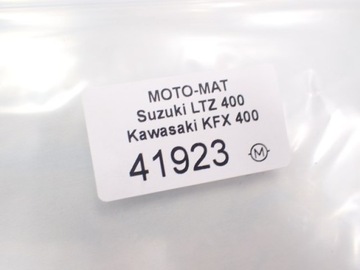 MOTO-MAT
Suzuki LTZ 400
Kawasaki KFX 400
41923
M